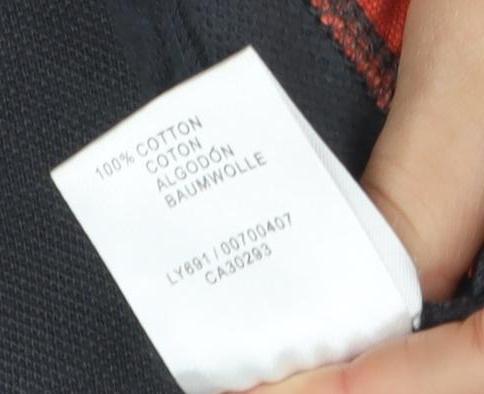 100% COTTON
COTON
ALGODÓN
BAUMWOLLE
LY691/00700407
CA30293